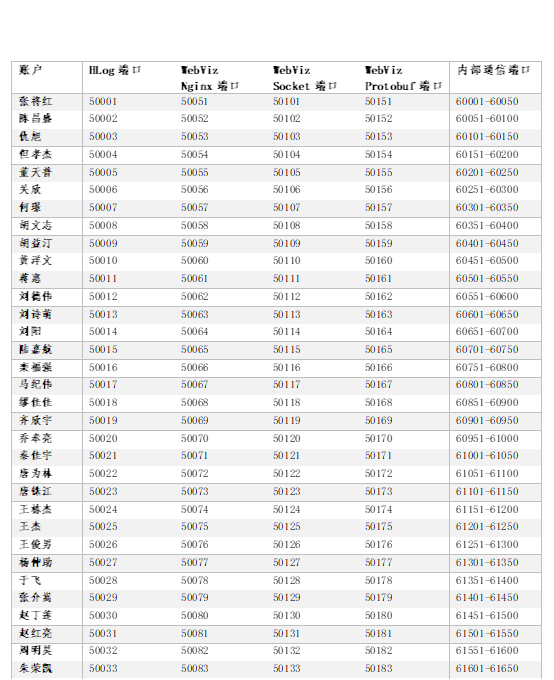 账户 HLog 端口 WebViz Nginx 端口 WebViz Socket 端口 WebViz Protobuf 端口 内部通信端口
张将红 50001 50051 50101 50151 60001-60050
陈昌盛 50002 50052 50102 50152 60051-60100
仇旭 50003 50053 50103 50153 60101-60150
但孝杰 50004 50054 50104 50154 60151-60200
董天普 50005 50055 50105 50155 60201-60250
关欣 50006 50056 50106 50156 60251-60300
何璟 50007 50057 50107 50157 60301-60350
胡文志 50008 50058 50108 50158 60351-60400
胡益汀 50009 50059 50109 50159 60401-60450
黄洋文 50010 50060 50110 50160 60451-60500
蒋惠 50011 50061 50111 50161 60501-60550
刘德伟 50012 50062 50112 50162 60551-60600
刘诗萌 50013 50063 50113 50163 60601-60650
刘阳 50014 50064 50114 50164 60651-60700
陆嘉航 50015 50065 50115 50165 60701-60750
栾福强 50016 50066 50116 50166 60751-60800
马纪伟 50017 50067 50117 50167 60801-60850
缪佳佳 50018 50068 50118 50168 60851-60900
齐欣宇 50019 50069 50119 50169 60901-60950
乔奉亮 50020 50070 50120 50170 60951-61000
秦佳宇 50021 50071 50121 50171 61001-61050
唐为林 50022 50072 50122 50172 61051-61100
唐铢江 50023 50073 50123 50173 61101-61150
王栋杰 50024 50074 50124 50174 61151-61200
王杰 50025 50075 50125 50175 61201-61250
王俊男 50026 50076 50126 50176 61251-61300
杨仲勋 50027 50077 50127 50177 61301-61350
于飞 50028 50078 50128 50178 61351-61400
张介嵩 50029 50079 50129 50179 61401-61450
赵丁莲 50030 50080 50130 50180 61451-61500
赵红亮 50031 50081 50131 50181 61501-61550
周明昊 50032 50082 50132 50182 61551-61600
朱荣凯 50033 50083 50133 50183 61601-61650